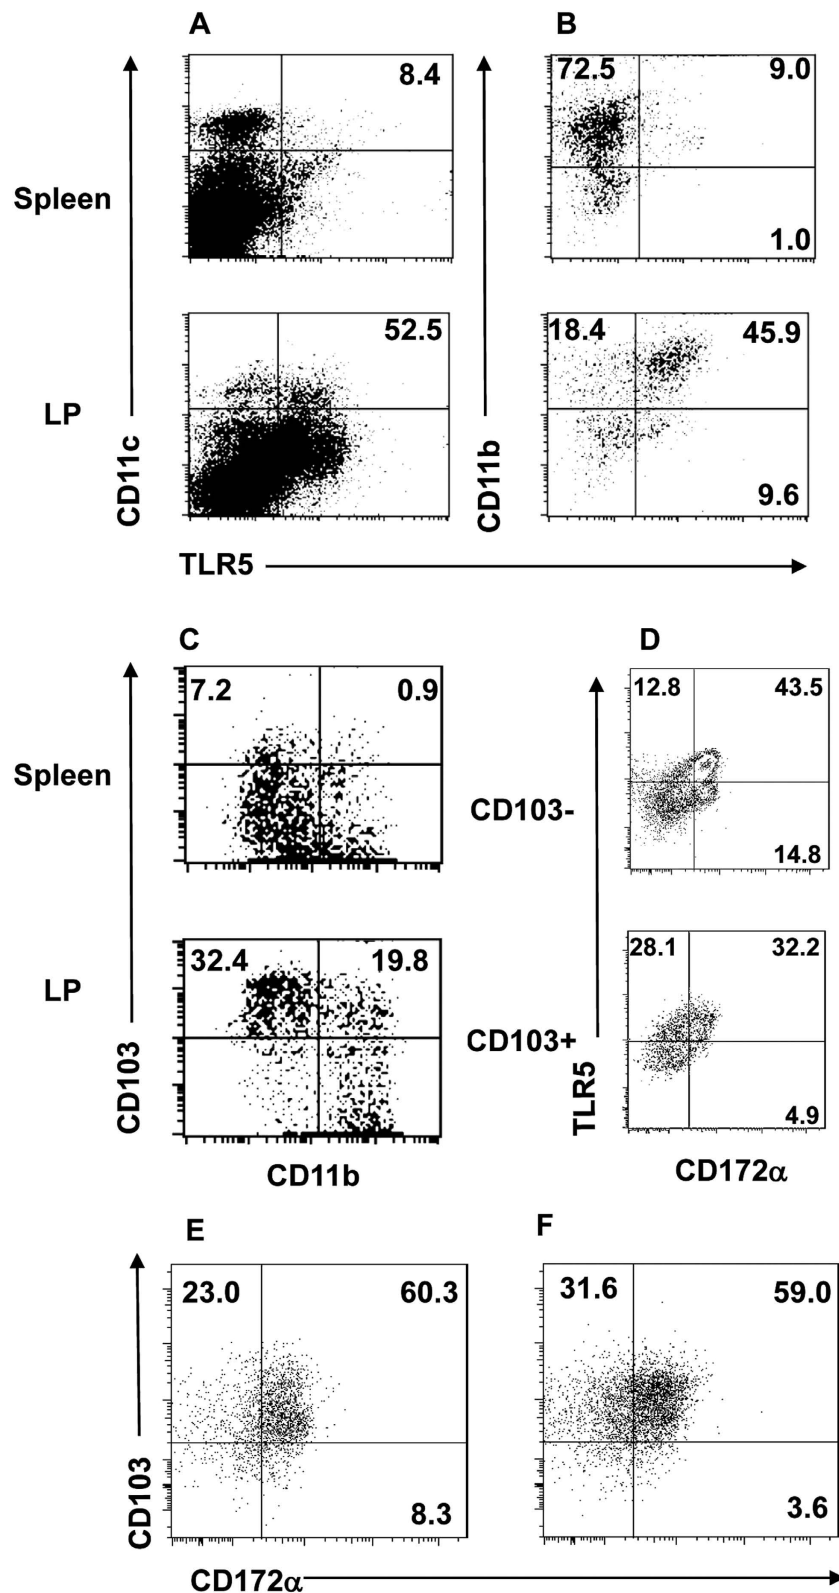 A B
8.4 72.5 9.0
Spleen
1.0
52.5 18.4 45.9
LP
CD11c CD11b
9.6
TLR5
C D
7.2 0.9 12.8 43.5
Spleen
CD103-
14.8
32.4 19.8 28.1 32.2
LP
CD103+
CD103 TLR5
4.9
CD11b CD172α
E F
23.0 60.3 31.6 59.0
CD103
8.3 3.6
CD172α